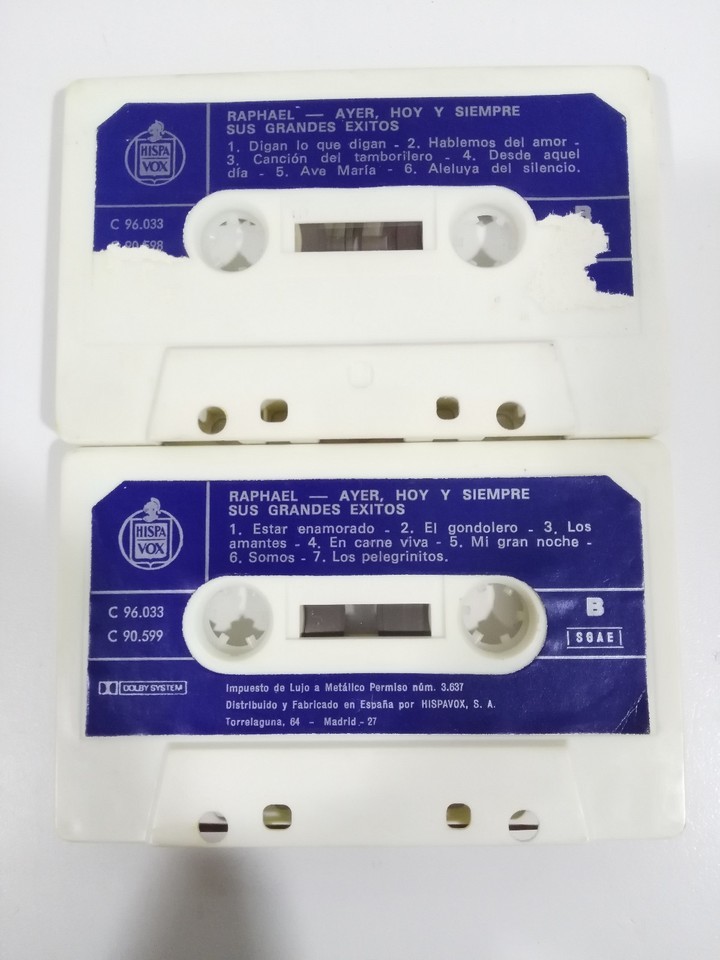 RAPHAEL — AYER, HOY Y SIEMPRE
SUS GRANDES EXITOS
1. Digan lo que digan - 2. Hablemos del amor -
3. Canción del tamborilero - 4. Desde aquel
día - 5. Ave María - 6. Aleluya del silencio.
HISPA
VOX
C 96.033
C 90.598
B
RAPHAEL — AYER, HOY Y SIEMPRE
SUS GRANDES EXITOS
1. Estar enamorado - 2. El gondolero - 3. Los
amantes - 4. En carne viva - 5. Mi gran noche -
6. Somos - 7. Los pelegrinitos.
HISPA
VOX
C 96.033
C 90.599
B
SGAE
DOLBY SYSTEM
Impuesto de Lujo a Metálico Permiso núm. 3.637
Distribuido y Fabricado en España por HISPAVOX, S. A.
Torrelaguna, 64 - Madrid - 27